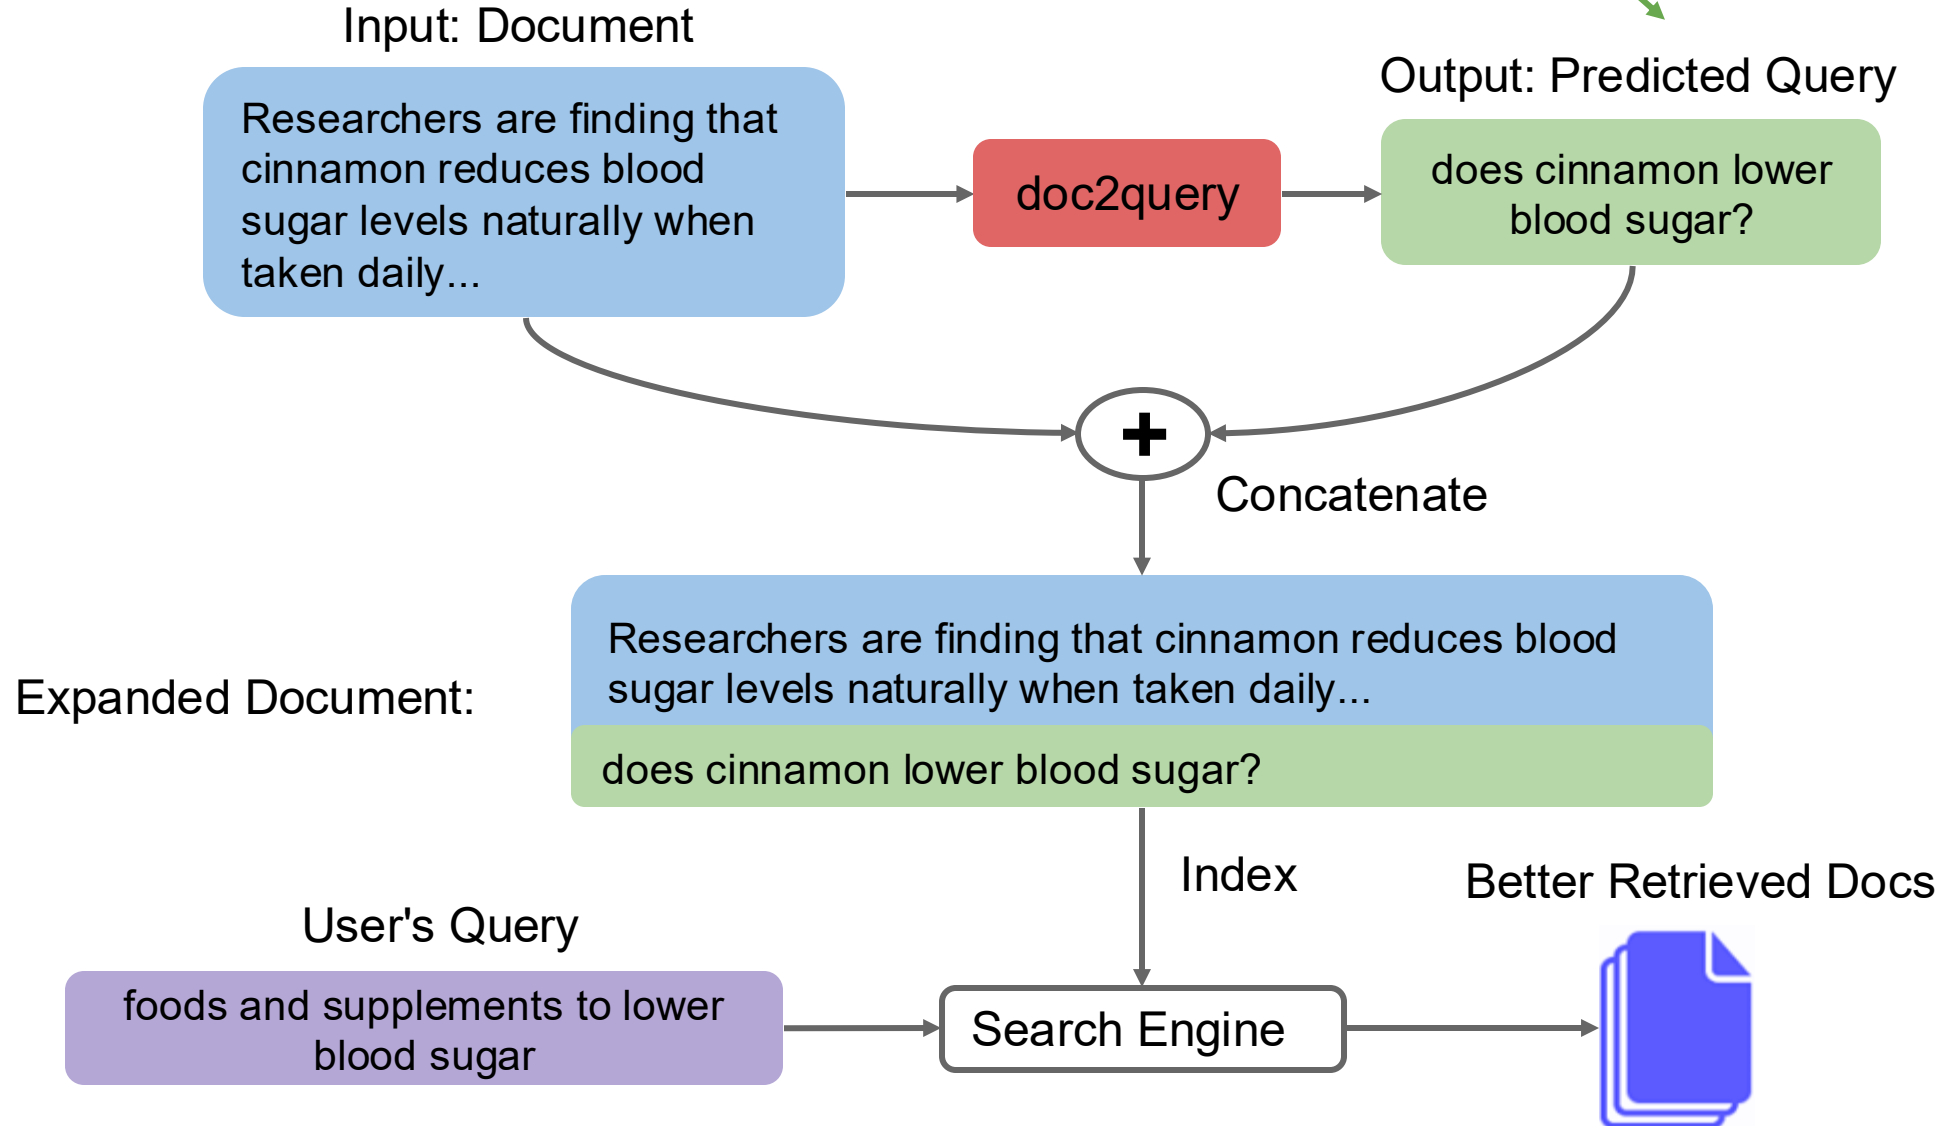 Input: Document
Researchers are finding that
cinnamon reduces blood
sugar levels naturally when
taken daily...
doc2query
Output: Predicted Query
does cinnamon lower
blood sugar?
+
Concatenate
Expanded Document:
Researchers are finding that cinnamon reduces blood
sugar levels naturally when taken daily...
does cinnamon lower blood sugar?
Index
User's Query
foods and supplements to lower
blood sugar
Search Engine
Better Retrieved Docs